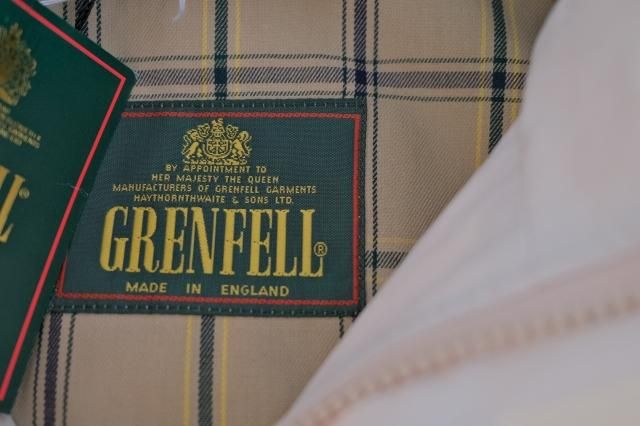 BY APPOINTMENT TO
HER MAJESTY THE QUEEN
MANUFACTURERS OF GRENFELL GARMENTS
HAYTHORNTHWAITE & SONS LTD.
GRENFELL®
MADE IN ENGLAND